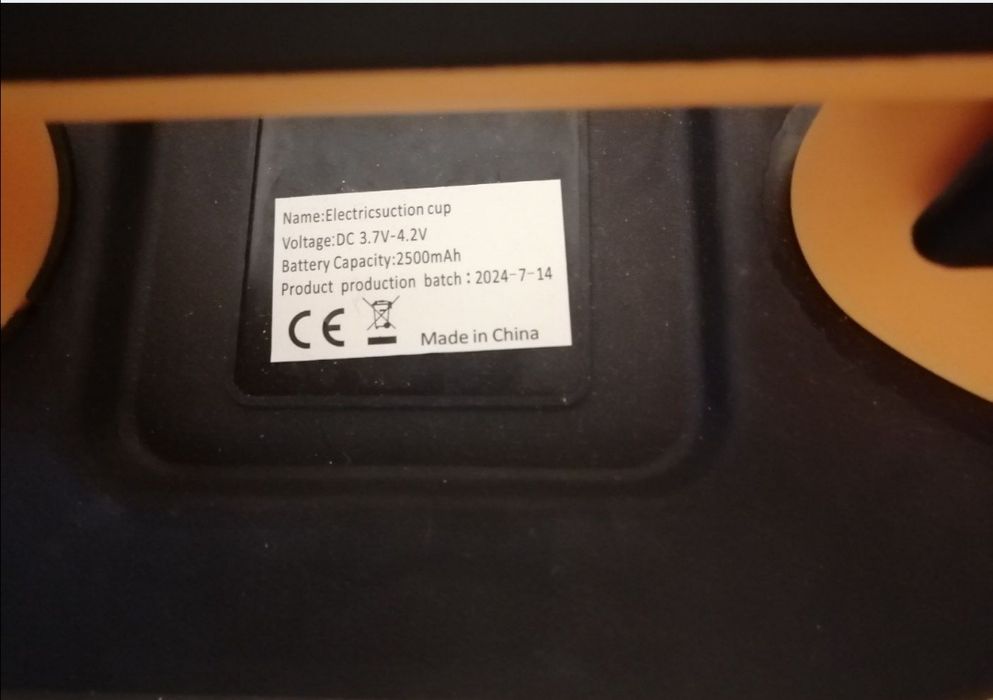 Name:Electricsuction cup
Voltage:DC 3.7V-4.2V
Battery Capacity:2500mAh
Product production batch：2024-7-14
CE
Made in China